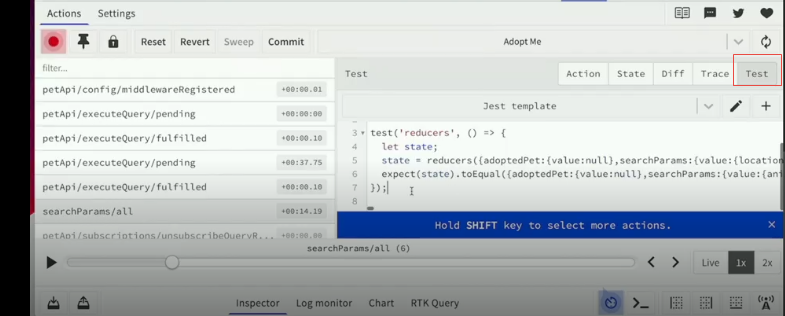 Actions Settings
Reset Revert Sweep Commit Adopt Me
filter...
Test Action State Diff Trace Test
petApi/config/middlewareRegistered +00:00.01
petApi/executeQuery/pending +00:00.00
petApi/executeQuery/fulfilled +00:00.10
petApi/executeQuery/pending +00:37.75
petApi/executeQuery/fulfilled +00:00.10
searchParams/all +00:14.19
petApi/subscriptions/unsubscribeQueryR... +00:00.00
Jest template
3 test('reducers', () => {
4 let state;
5 state = reducers({adoptedPet:{value:null},searchParams:{value:{location
6 expect(state).toEqual({adoptedPet:{value:null},searchParams:{value:{ani
7 });
8
Hold SHIFT key to select more actions.
searchParams/all (6)
Live 1x 2x
Inspector Log monitor Chart RTK Query